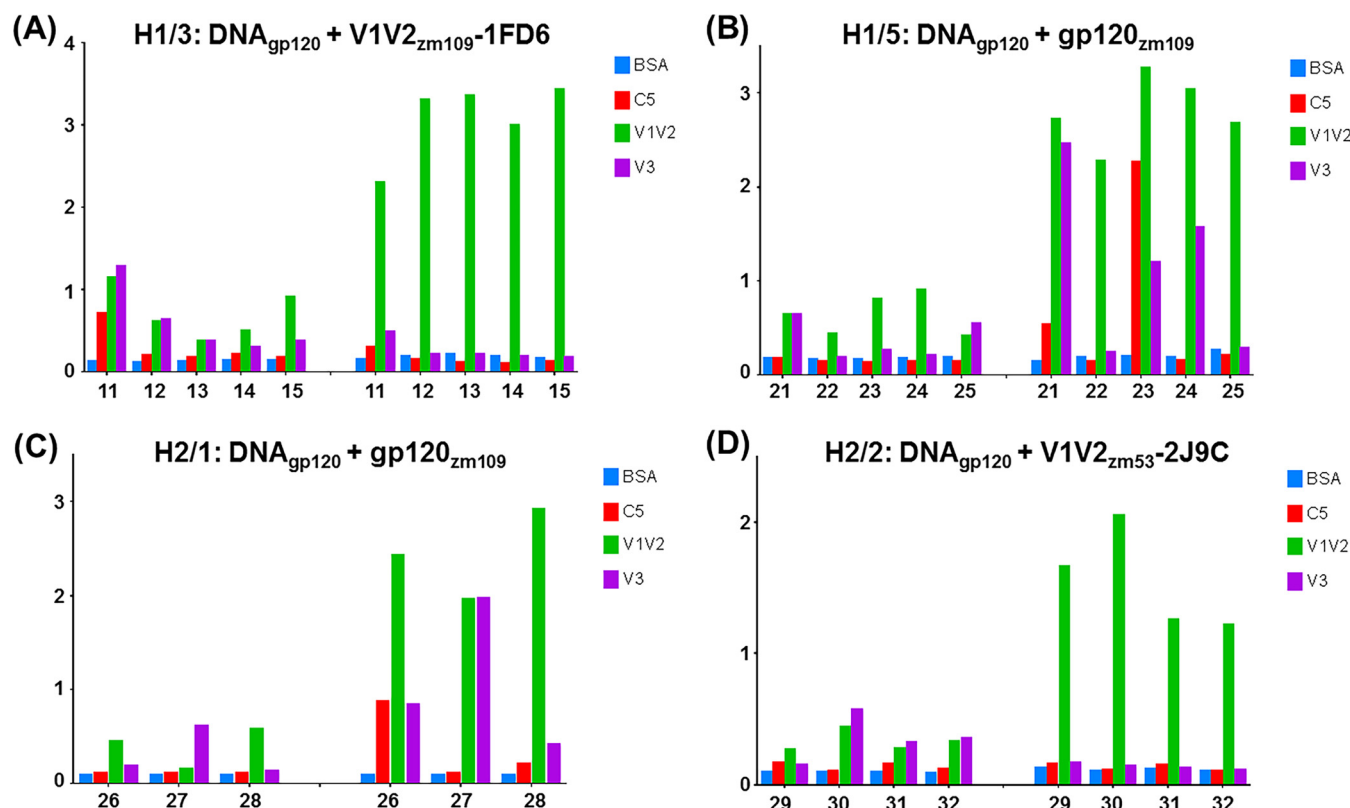 (A) H1/3: DNAgp120 + V1V2zm109-1FD6
4
3
2
1
0
BSA
C5
V1V2
V3
11 12 13 14 15 11 12 13 14 15
(B) H1/5: DNAgp120 + gp120zm109
3
2
1
0
BSA
C5
V1V2
V3
21 22 23 24 25 21 22 23 24 25
(C) H2/1: DNAgp120 + gp120zm109
3
2
1
0
BSA
C5
V1V2
V3
26 27 28 26 27 28
(D) H2/2: DNAgp120 + V1V2zm53-2J9C
2
1
0
BSA
C5
V1V2
V3
29 30 31 32 29 30 31 32